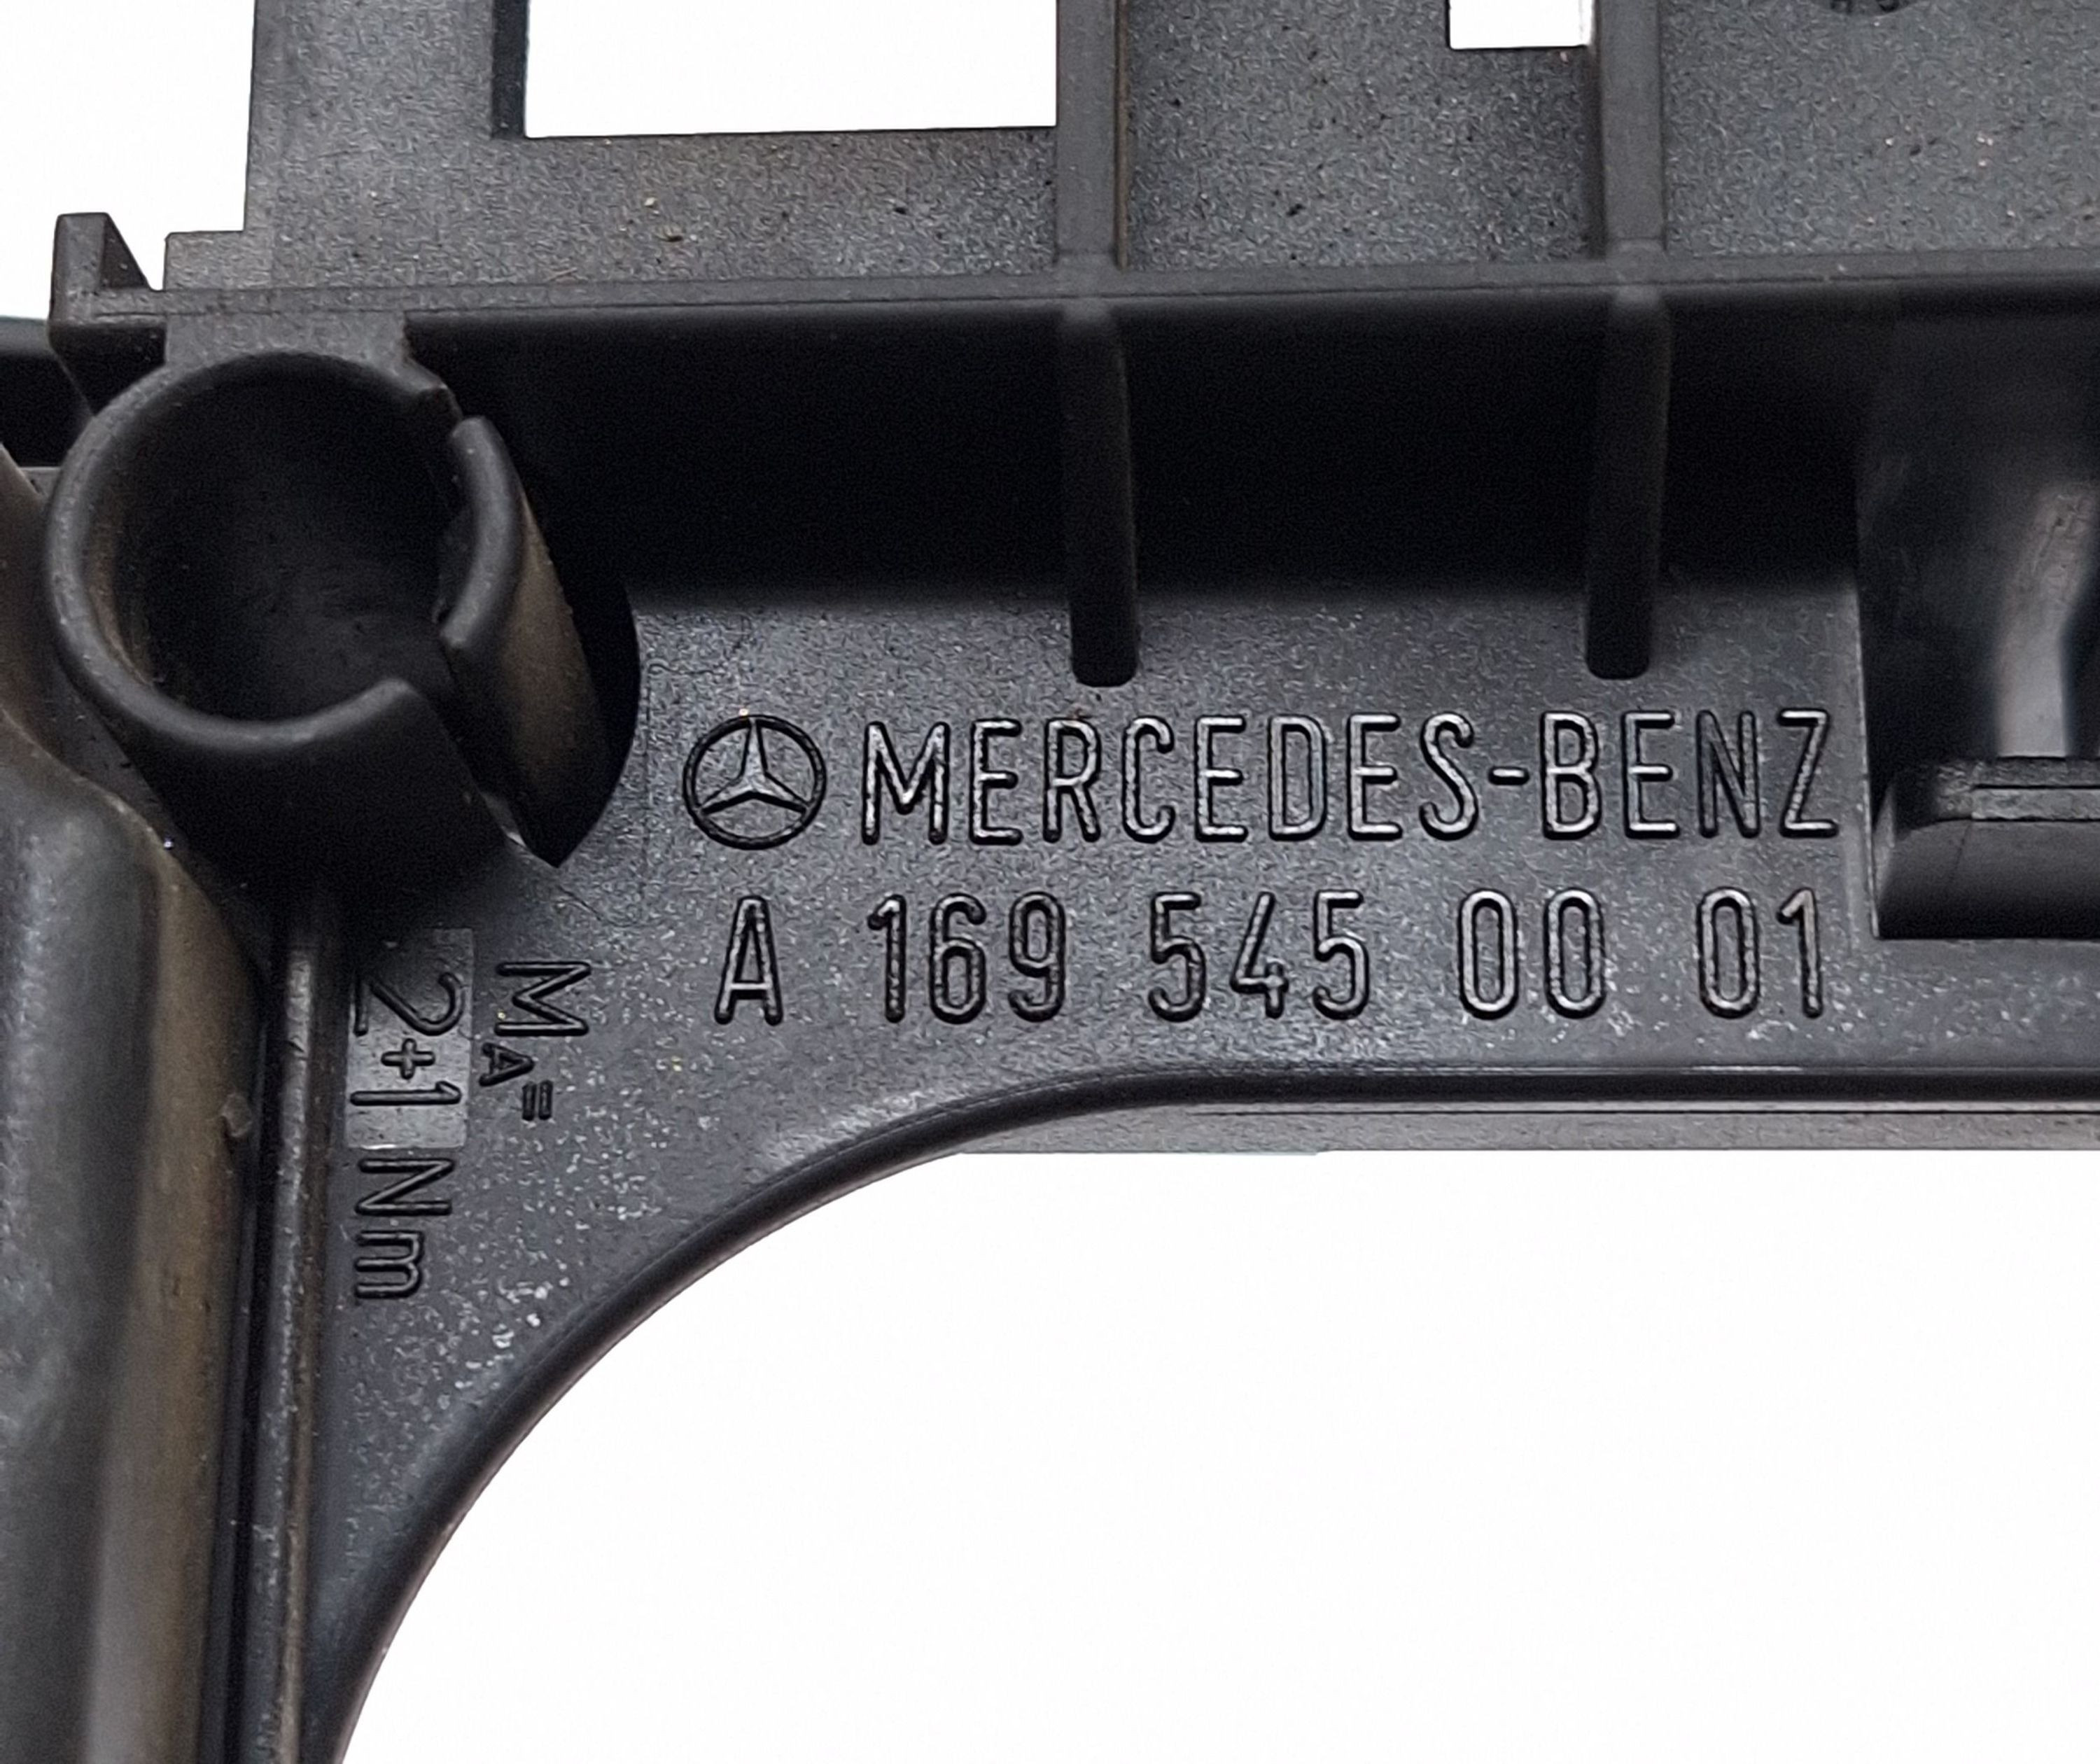 MERCEDES-BENZ
A 169 545 00 01
MA=
2+1 Nm